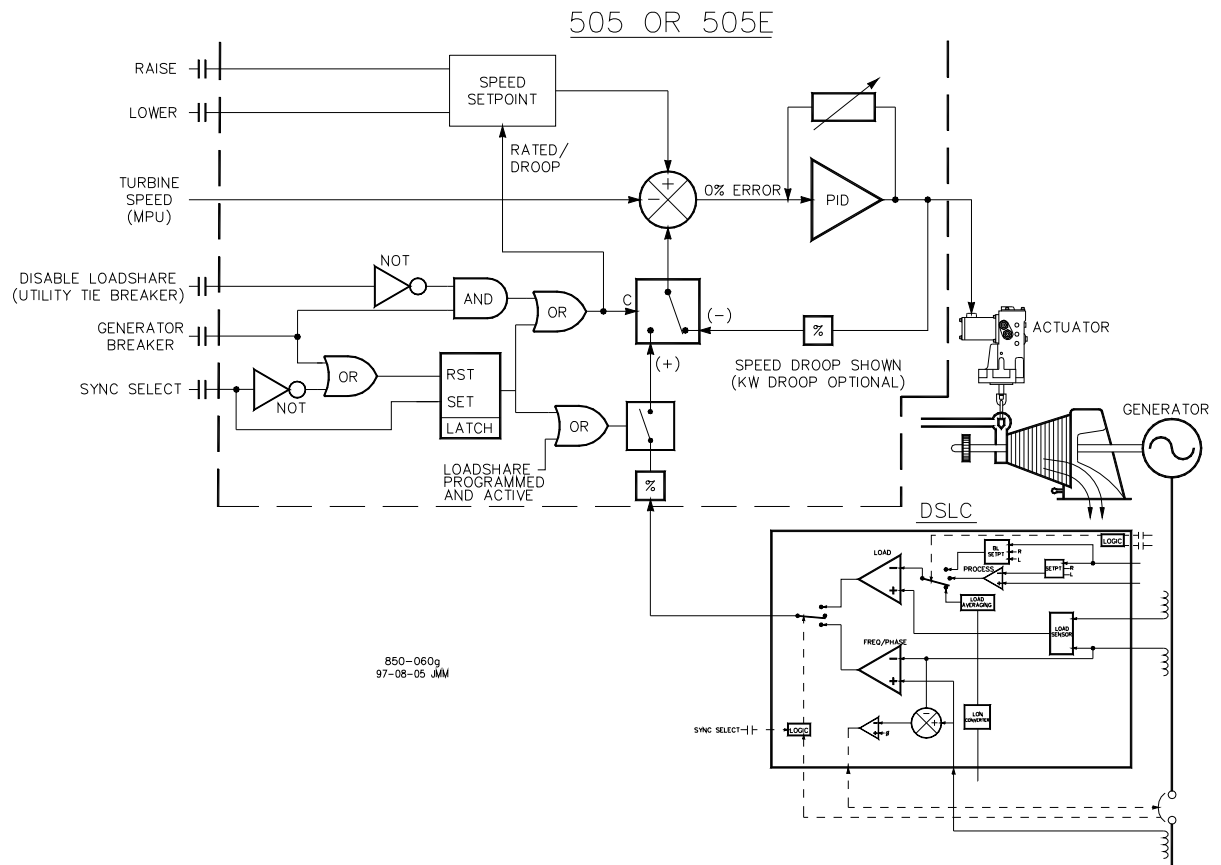 505 OR 505E
RAISE
LOWER
SPEED
SETPOINT
RATED/
DROOP
TURBINE
SPEED
(MPU)
+
−
0% ERROR
PID
DISABLE LOADSHARE
(UTILITY TIE BREAKER)
NOT
AND
OR
C
(-)
%
GENERATOR
BREAKER
(+)
SPEED DROOP SHOWN
(KW DROOP OPTIONAL)
ACTUATOR
SYNC SELECT
NOT
OR
RST
SET
LATCH
OR
GENERATOR
LOADSHARE
PROGRAMMED
AND ACTIVE
%
DSLC
LOGIC
LOAD
−
+
BL
SETPT
R
L
PROCESS
−
+
SETPT
R
L
LOAD
AVERAGING
LOAD
SENSOR
FREQ/PHASE
−
+
850-060g
97-08-05 JMM
LON
CONVERTER
SYNC SELECT
LOGIC
−
+
−
+